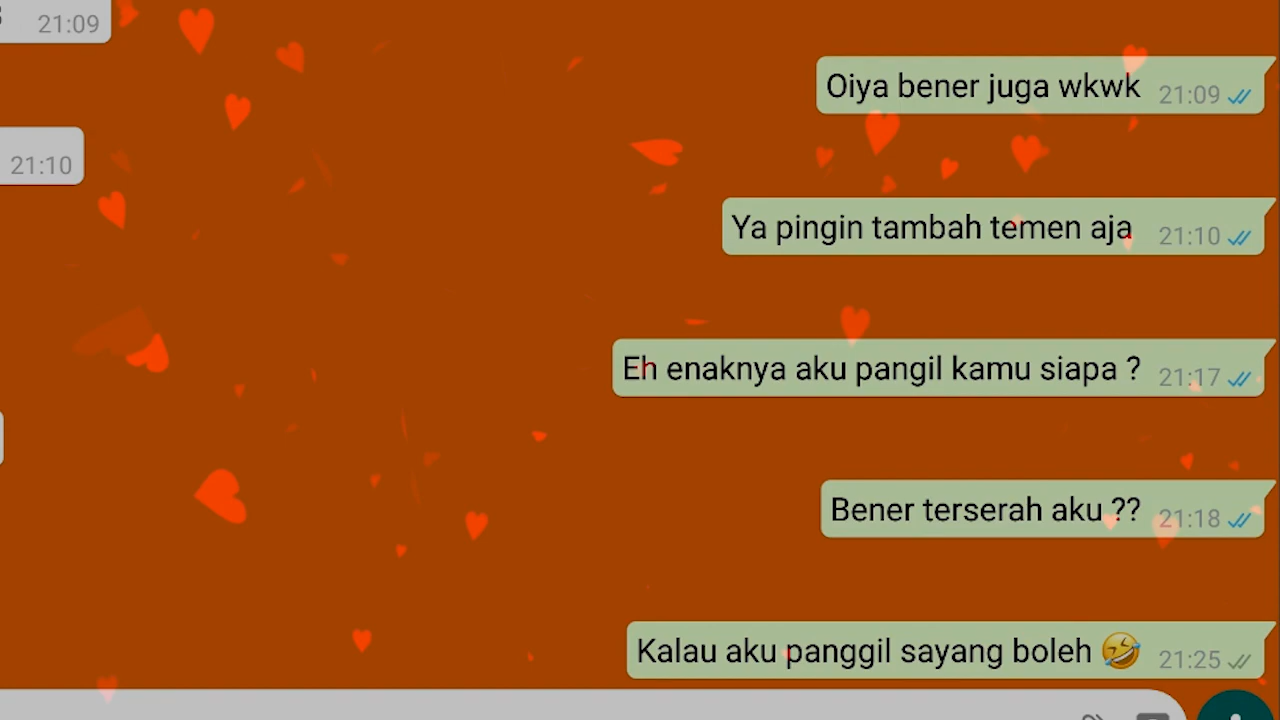 21:09
Oiya bener juga wkwk 21:09
21:10
Ya pingin tambah temen aja 21:10
Eh enaknya aku pangil kamu siapa ? 21:17
Bener terserah aku ?? 21:18
Kalau aku panggil sayang boleh 🤣 21:25